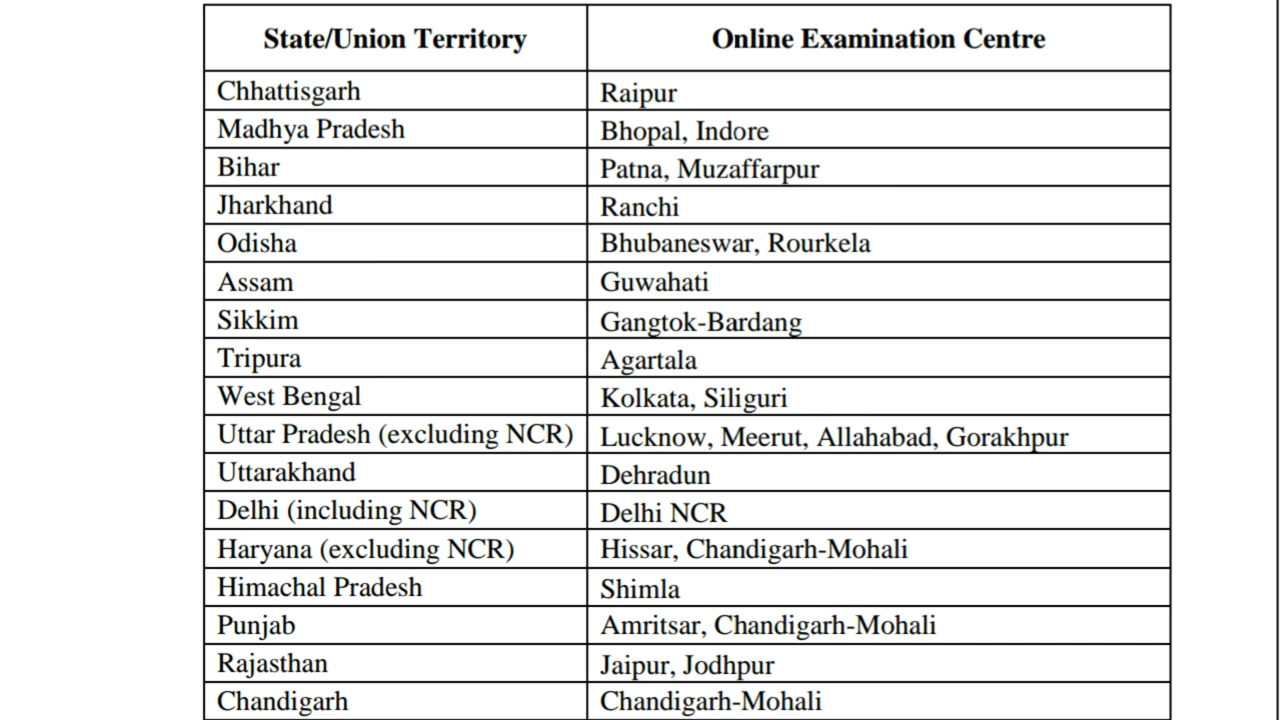 State/Union Territory Online Examination Centre
Chhattisgarh Raipur
Madhya Pradesh Bhopal, Indore
Bihar Patna, Muzaffarpur
Jharkhand Ranchi
Odisha Bhubaneswar, Rourkela
Assam Guwahati
Sikkim Gangtok-Bardang
Tripura Agartala
West Bengal Kolkata, Siliguri
Uttar Pradesh (excluding NCR) Lucknow, Meerut, Allahabad, Gorakhpur
Uttarakhand Dehradun
Delhi (including NCR) Delhi NCR
Haryana (excluding NCR) Hissar, Chandigarh-Mohali
Himachal Pradesh Shimla
Punjab Amritsar, Chandigarh-Mohali
Rajasthan Jaipur, Jodhpur
Chandigarh Chandigarh-Mohali